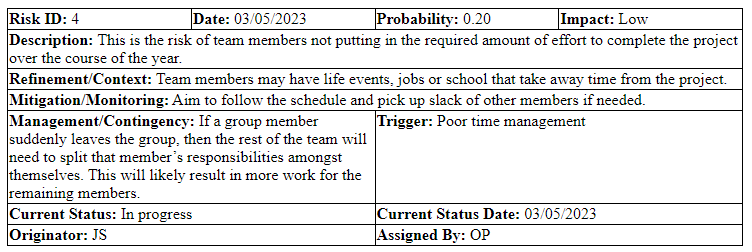 Risk ID: 4 Date: 03/05/2023 Probability: 0.20 Impact: Low
Description: This is the risk of team members not putting in the required amount of effort to complete the project
over the course of the year.
Refinement/Context: Team members may have life events, jobs or school that take away time from the project.
Mitigation/Monitoring: Aim to follow the schedule and pick up slack of other members if needed.
Management/Contingency: If a group member
suddenly leaves the group, then the rest of the team will
need to split that member’s responsibilities amongst
themselves. This will likely result in more work for the
remaining members.
Trigger: Poor time management
Current Status: In progress
Current Status Date: 03/05/2023
Originator: JS
Assigned By: OP